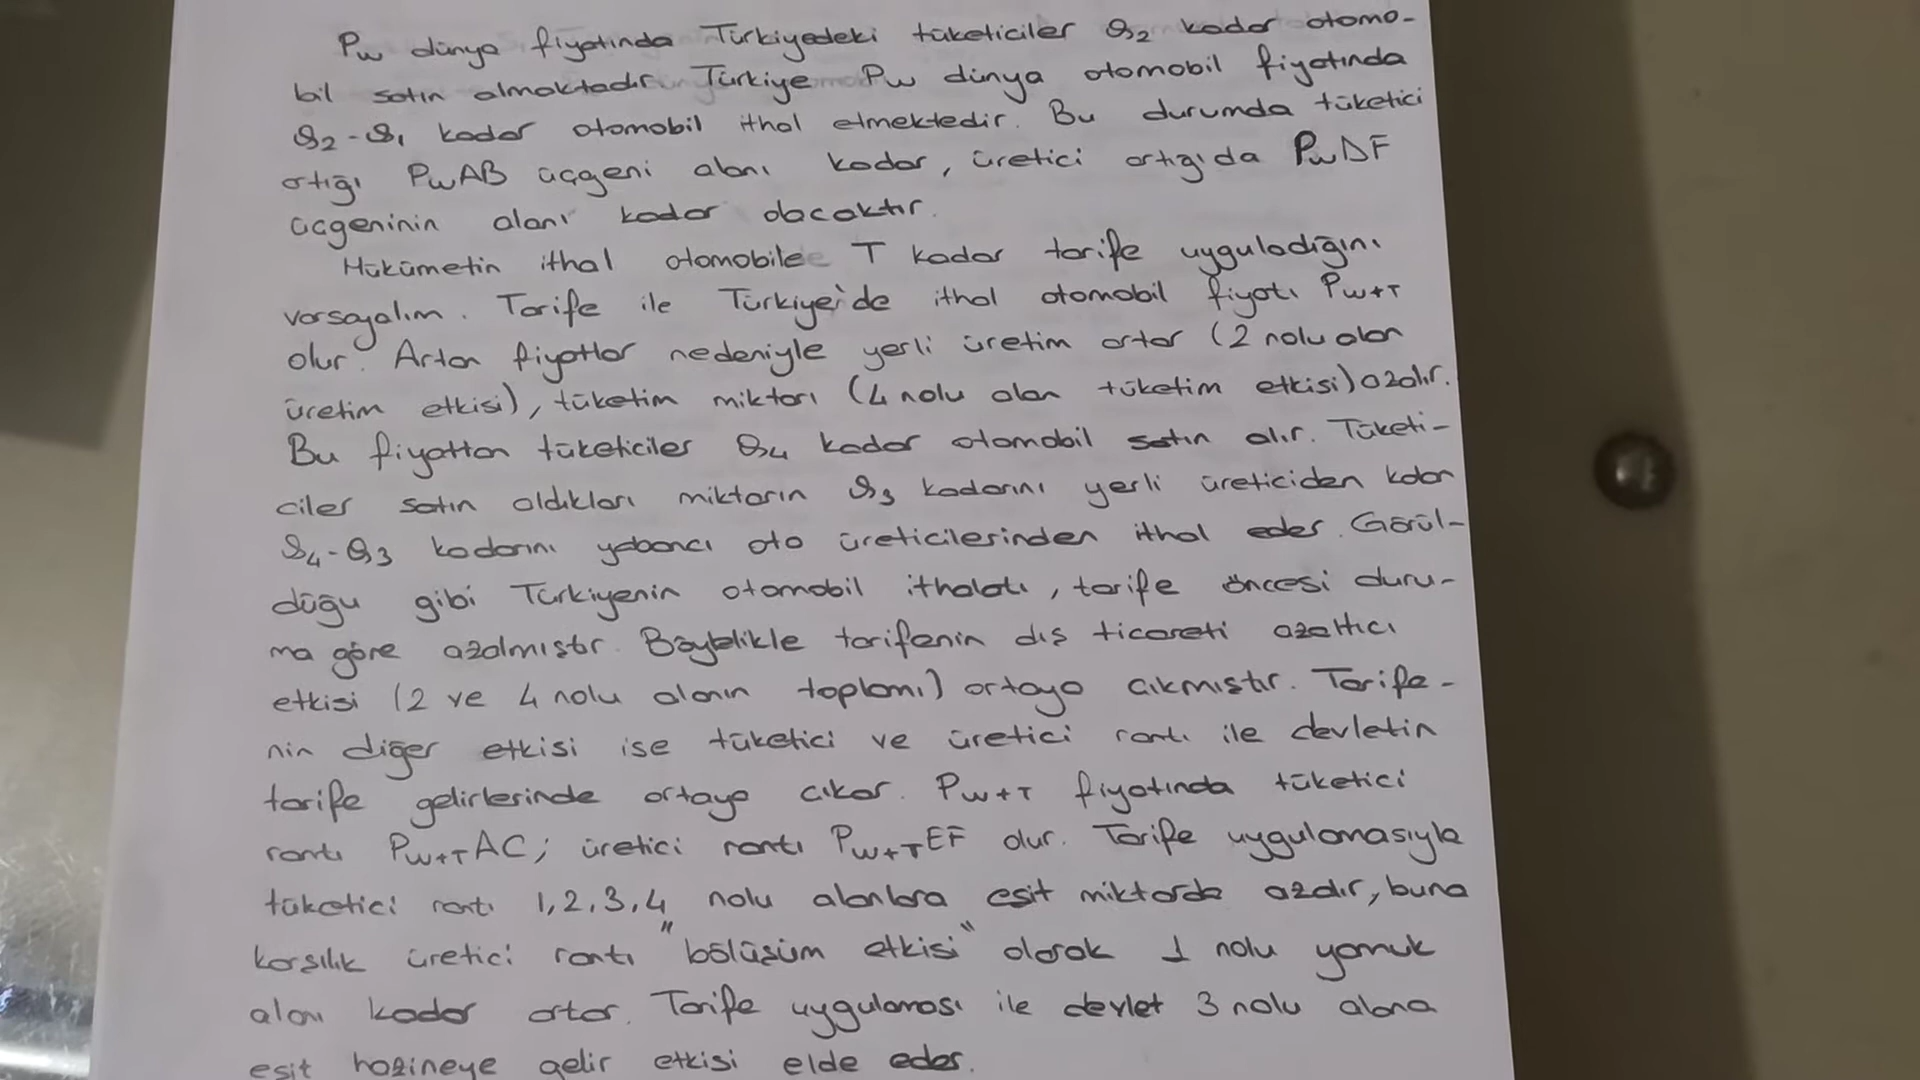 Pw dünya fiyatında Türkiyedeki tüketiciler Q2 kadar otomo-
bil satın almaktadır Türkiye Pw dünya otomobil fiyatında
Q2-Q1 kadar otomobil ithal etmektedir. Bu durumda tüketici
artığı PwAB üçgeni alanı kadar, üretici artığıda PwDF
üçgeninin alanı kadar olacaktır.
Hükümetin ithal otomobile T kadar tarife uyguladığını
varsayalım. Tarife ile Türkiye'de ithal otomobil fiyatı Pw+T
olur. Artan fiyatlar nedeniyle yerli üretim artar (2 nolu alan
üretim etkisi), tüketim miktarı (4 nolu alan tüketim etkisi) azalır.
Bu fiyattan tüketiciler Q4 kadar otomobil satın alır. Tüketi-
ciler satın aldıkları miktarın Q3 kadarını yerli üreticiden kalan
Q4-Q3 kadarını yabancı oto üreticilerinden ithal eder. Görül-
düğü gibi Türkiyenin otomobil ithalatı, tarife öncesi duru-
ma göre azalmıştır. Böylelikle tarifenin dış ticareti azaltıcı
etkisi (2 ve 4 nolu alanın toplamı) ortaya çıkmıştır. Tarife-
nin diğer etkisi ise tüketici ve üretici rantı ile devletin
tarife gelirlerinde ortaya çıkar. Pw+T fiyatında tüketici
rantı Pw+TAC; üretici rantı Pw+TEF olur. Tarife uygulamasıyla
tüketici rantı 1,2,3,4 nolu alanlara eşit miktarda azdır, buna
karşılık üretici rantı "bölüşüm etkisi" olarak 1 nolu yamuk
alan kadar artar. Tarife uygulaması ile devlet 3 nolu alana
eşit hazineye gelir etkisi elde eder.